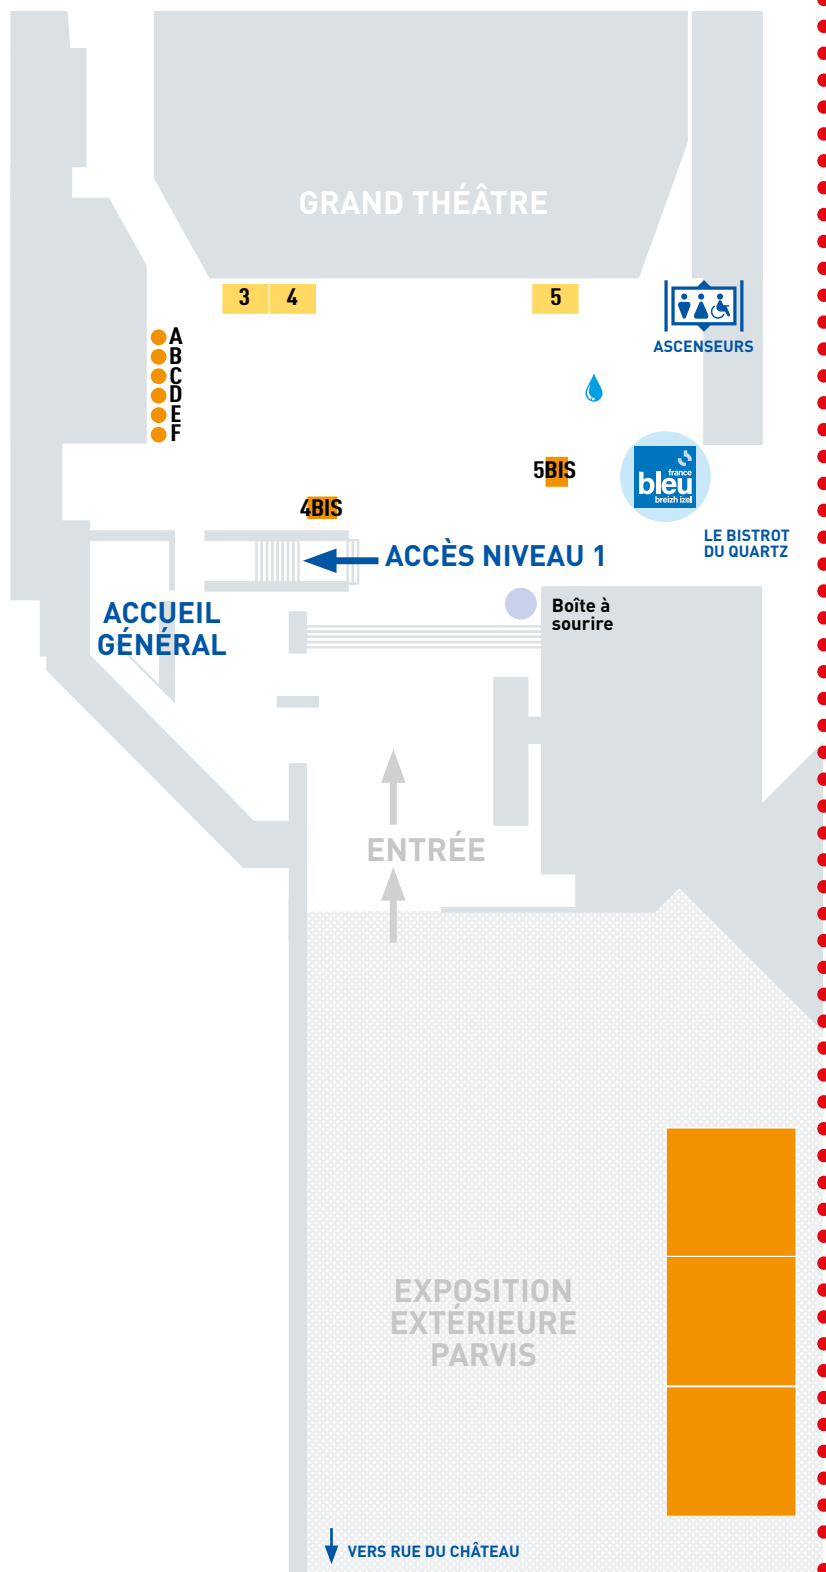 GRAND THÉÂTRE
3
4
5
ASCENSEURS
A
B
C
D
E
F
5BIS
france
bleu
breizh izel
4BIS
LE BISTROT
DU QUARTZ
ACCÈS NIVEAU 1
ACCUEIL
GÉNÉRAL
Boîte à
sourire
ENTRÉE
EXPOSITION
EXTÉRIEURE
PARVIS
VERS RUE DU CHÂTEAU